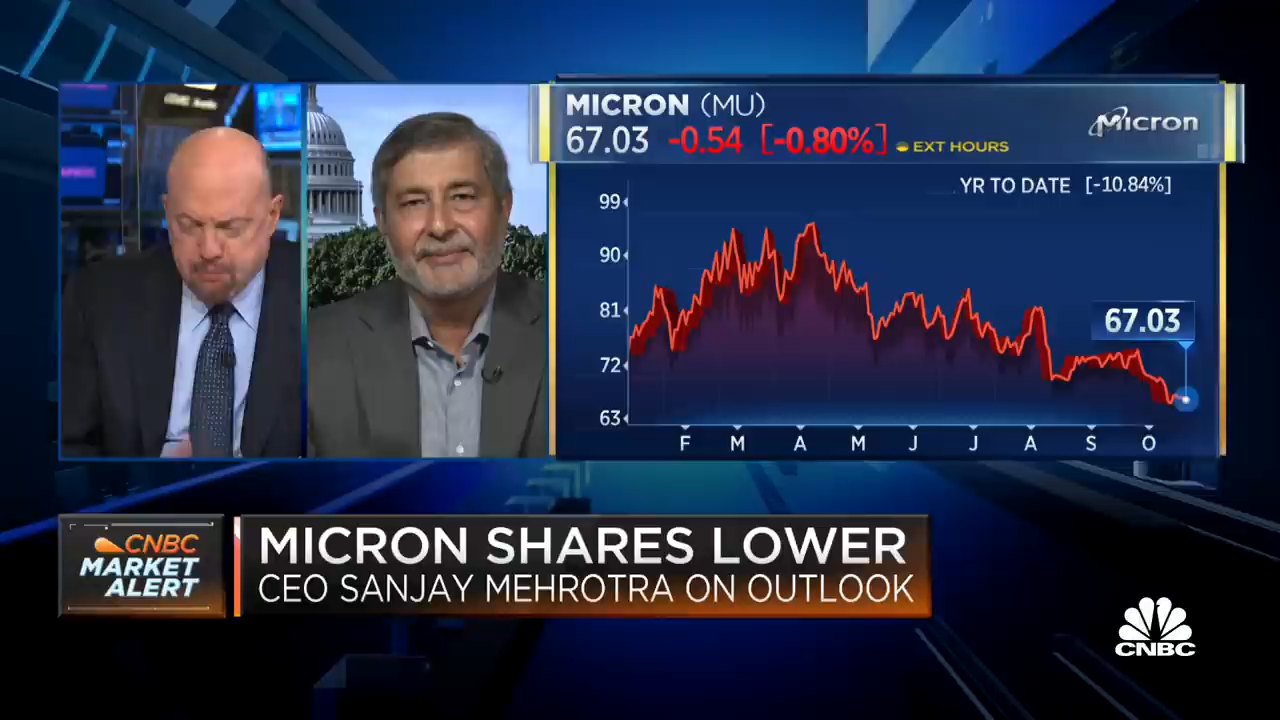 MICRON (MU)
67.03 -0.54 [-0.80%] EXT HOURS
Micron
YR TO DATE [-10.84%]
99
90
81
72
63
67.03
F M A M J J A S O
CNBC
MARKET
ALERT
MICRON SHARES LOWER
CEO SANJAY MEHROTRA ON OUTLOOK
CNBC